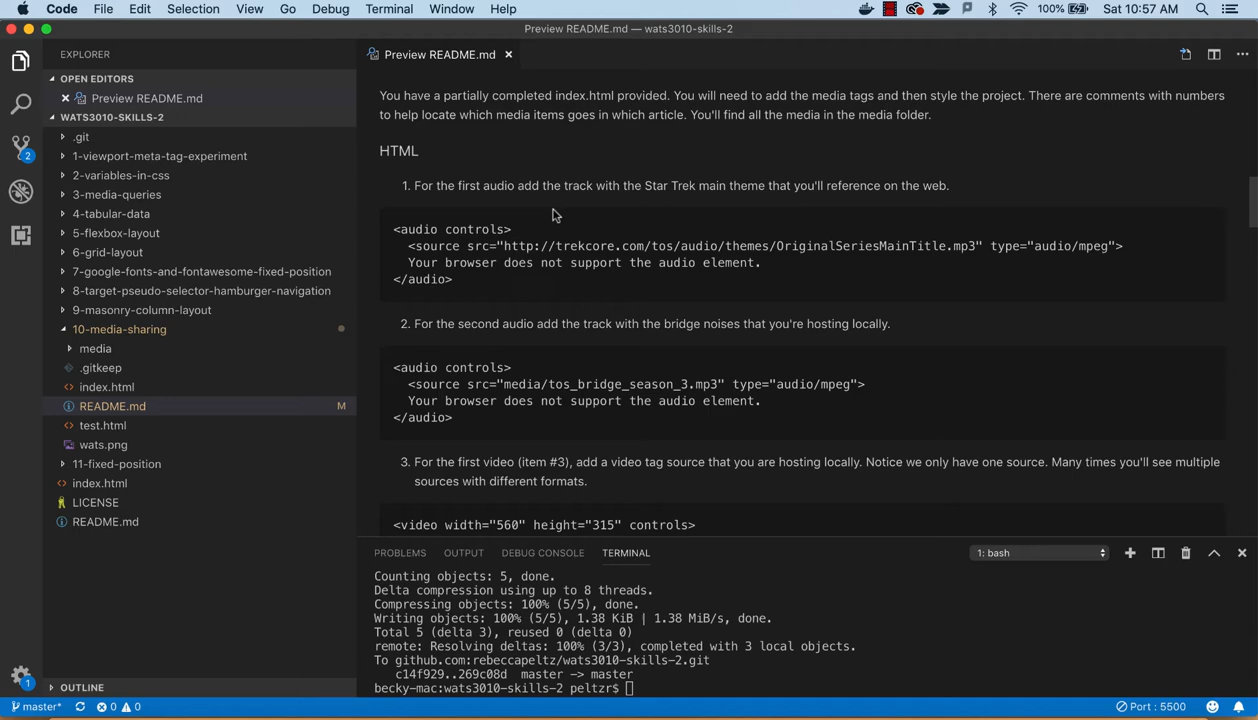 Code File Edit Selection View Go Debug Terminal Window Help 100% Sat 10:57 AM
Preview README.md — wats3010-skills-2
EXPLORER
OPEN EDITORS
Preview README.md
WATS3010-SKILLS-2
.git
1-viewport-meta-tag-experiment
2-variables-in-css
3-media-queries
4-tabular-data
5-flexbox-layout
6-grid-layout
7-google-fonts-and-fontawesome-fixed-position
8-target-pseudo-selector-hamburger-navigation
9-masonry-column-layout
10-media-sharing
media
.gitkeep
index.html
README.md M
test.html
wats.png
11-fixed-position
index.html
LICENSE
README.md
OUTLINE
2
1
Preview README.md
You have a partially completed index.html provided. You will need to add the media tags and then style the project. There are comments with numbers
to help locate which media items goes in which article. You'll find all the media in the media folder.
HTML
1. For the first audio add the track with the Star Trek main theme that you'll reference on the web.
<audio controls>
<source src="http://trekcore.com/tos/audio/themes/OriginalSeriesMainTitle.mp3" type="audio/mpeg">
Your browser does not support the audio element.
</audio>
2. For the second audio add the track with the bridge noises that you're hosting locally.
<audio controls>
<source src="media/tos_bridge_season_3.mp3" type="audio/mpeg">
Your browser does not support the audio element.
</audio>
3. For the first video (item #3), add a video tag source that you are hosting locally. Notice we only have one source. Many times you'll see multiple
sources with different formats.
<video width="560" height="315" controls>
PROBLEMS OUTPUT DEBUG CONSOLE TERMINAL 1: bash
Counting objects: 5, done.
Delta compression using up to 8 threads.
Compressing objects: 100% (5/5), done.
Writing objects: 100% (5/5), 1.38 KiB | 1.38 MiB/s, done.
Total 5 (delta 3), reused 0 (delta 0)
remote: Resolving deltas: 100% (3/3), completed with 3 local objects.
To github.com:rebeccapeltz/wats3010-skills-2.git
c14f929..269c08d master -> master
becky-mac:wats3010-skills-2 peltzr$
master* 0 0 Port : 5500